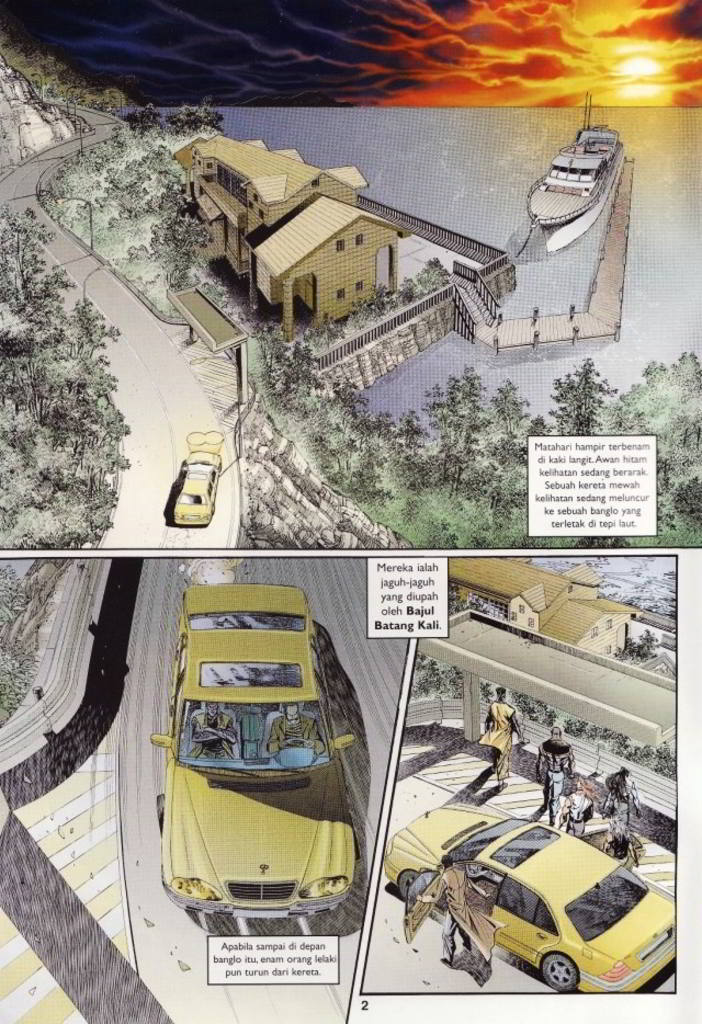 Matahari hampir terbenam
di kaki langit. Awan hitam
kelihatan sedang berarak.
Sebuah kereta mewah
kelihatan sedang meluncur
ke sebuah banglo yang
terletak di tepi laut.
Mereka ialah
jaguh-jaguh
yang diupah
oleh Bajul
Batang Kali.
Apabila sampai di depan
banglo itu, enam orang lelaki
pun turun dari kereta.
2